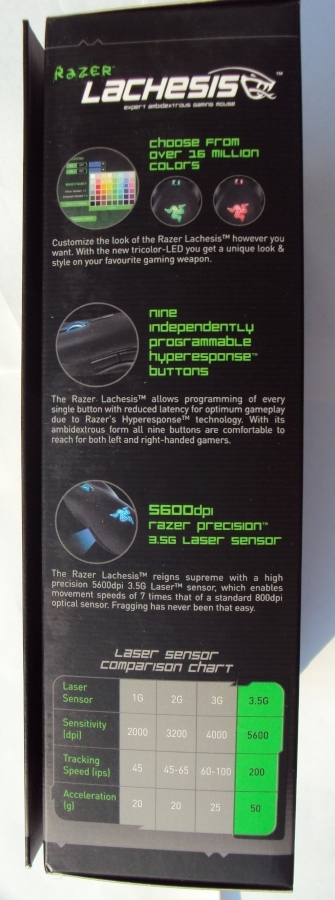 RAZER
LACHESIS™
expert ambidextrous gaming mouse
choose from
over 16 million
colors
Customize the look of the Razer Lachesis™ however you
want. With the new tricolor-LED you get a unique look &
style on your favourite gaming weapon.
nine
independently
programmable
hyperesponse™
buttons
The Razer Lachesis™ allows programming of every
single button with reduced latency for optimum gameplay
due to Razer's Hyperesponse™ technology. With its
ambidextrous form all nine buttons are comfortable to
reach for both left and right-handed gamers.
5600dpi
razer precision™
3.5G Laser sensor
The Razer Lachesis™ reigns supreme with a high
precision 5600dpi 3.5G Laser™ sensor, which enables
movement speeds of 7 times that of a standard 800dpi
optical sensor. Fragging has never been that easy.
Laser sensor
comparison chart
Laser
Sensor 1G 2G 3G 3.5G
Sensitivity
(dpi) 2000 3200 4000 5600
Tracking
Speed (ips) 45 45-65 60-100 200
Acceleration
(g) 20 20 25 50